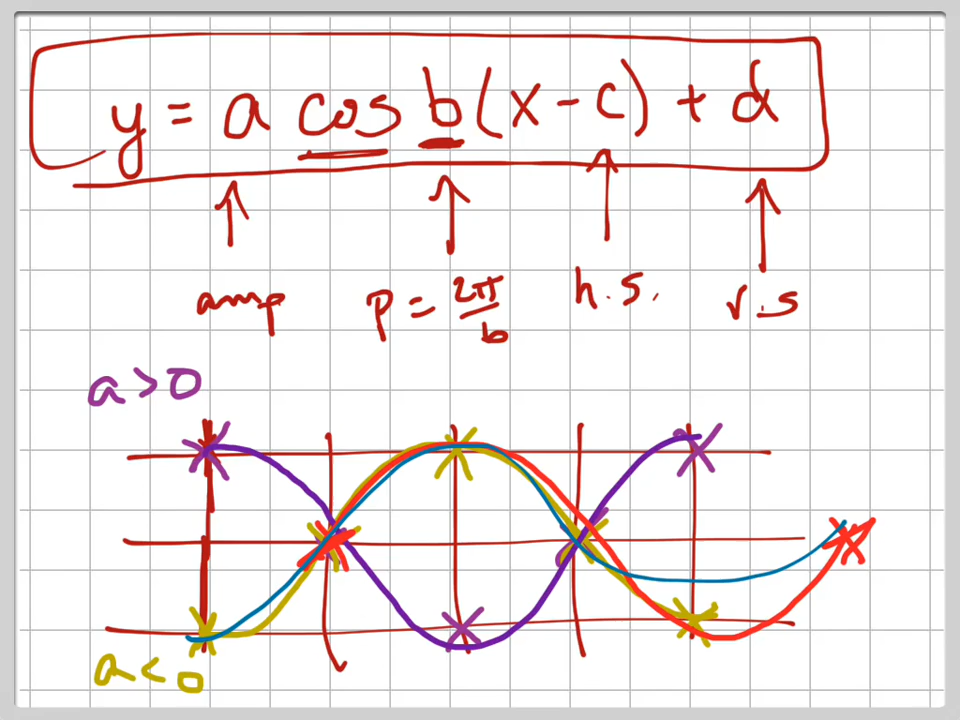 y = a cos b(x - c) + d
amp p = 2π/b h.s. v.s
a > 0
a < 0